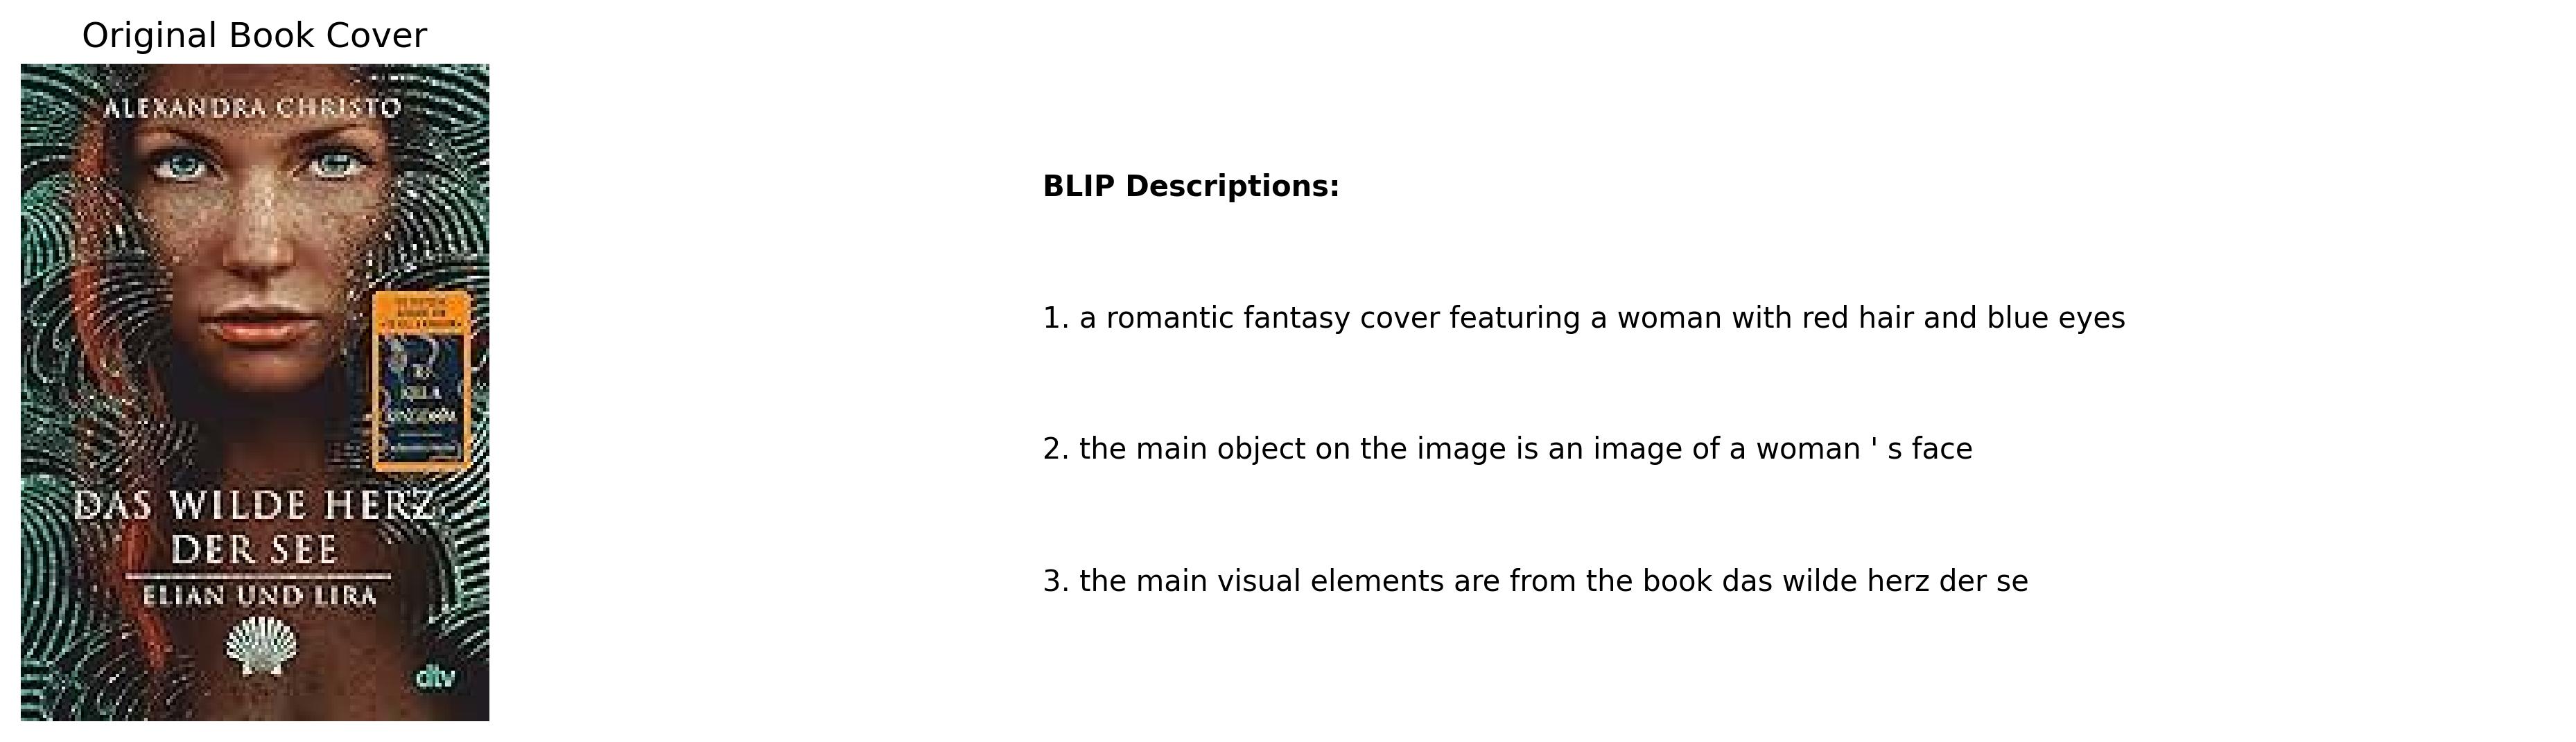 Original Book Cover
ALEXANDRA CHRISTO
DAS WILDE HERZ
DER SEE
ELIAN UND LIRA
dtv
BLIP Descriptions:
1. a romantic fantasy cover featuring a woman with red hair and blue eyes
2. the main object on the image is an image of a woman ' s face
3. the main visual elements are from the book das wilde herz der se